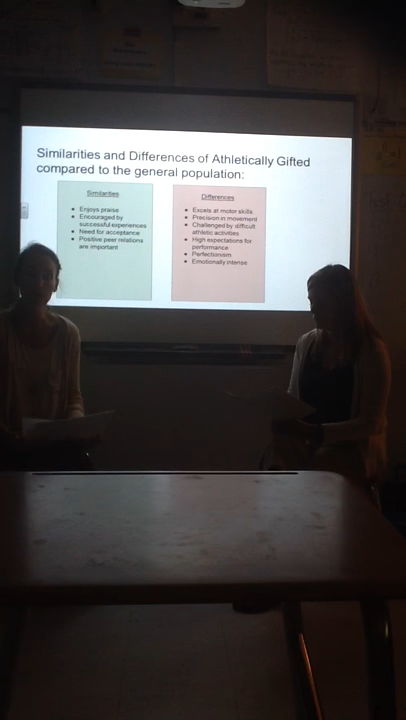 Similarities and Differences of Athletically Gifted
compared to the general population:
Similarities
• Enjoys praise
• Encouraged by
successful experiences
• Need for acceptance
• Positive peer relations
are important
Differences
• Excels at motor skills
• Precision in movement
• Challenged by difficult
athletic activities
• High expectations for
performance
• Perfectionism
• Emotionally intense